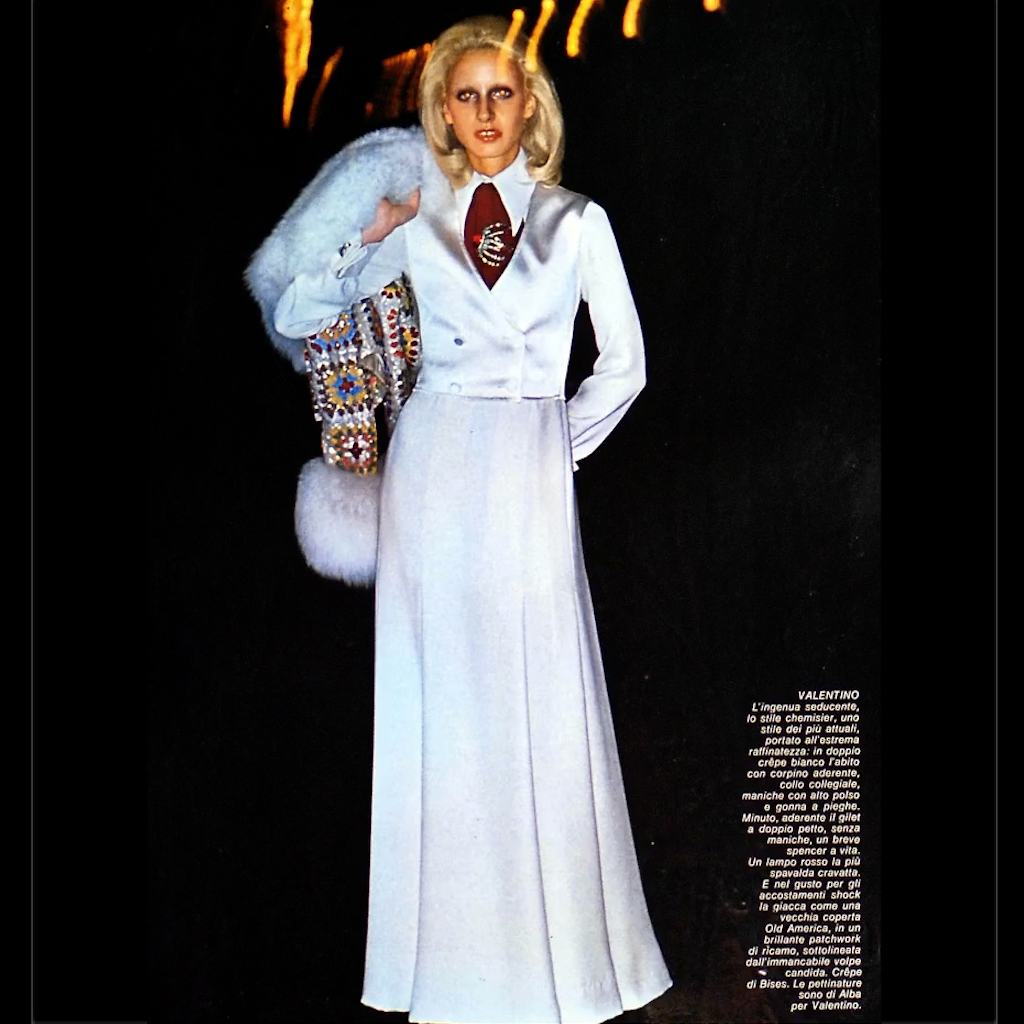 VALENTINO
L'ingenua seducente,
lo stile chemisier, uno
stile dei più attuali,
portato all'estrema
raffinatezza: in doppio
crêpe bianco l'abito
con corpino aderente,
collo collegiale,
maniche con alto polso
e gonna a pieghe.
Minuto, aderente il gilet
a doppio petto, senza
maniche, un breve
spencer a vita.
Un lampo rosso la più
spavalda cravatta.
E nel gusto per gli
accostamenti shock
la giacca come una
vecchia coperta
Old America, in un
brillante patchwork
di ricamo, sottolineata
dall'immancabile volpe
candida. Crêpe
di Bises. Le pettinature
sono di Alba
per Valentino.